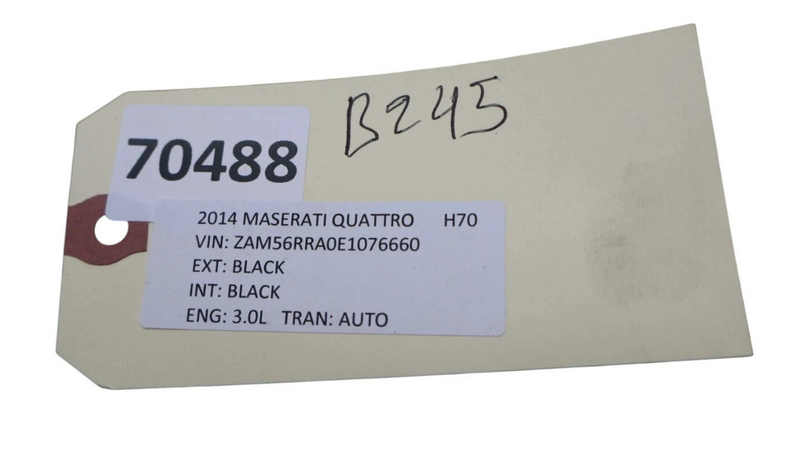 B245
70488
2014 MASERATI QUATTRO H70
VIN: ZAM56RRA0E1076660
EXT: BLACK
INT: BLACK
ENG: 3.0L TRAN: AUTO